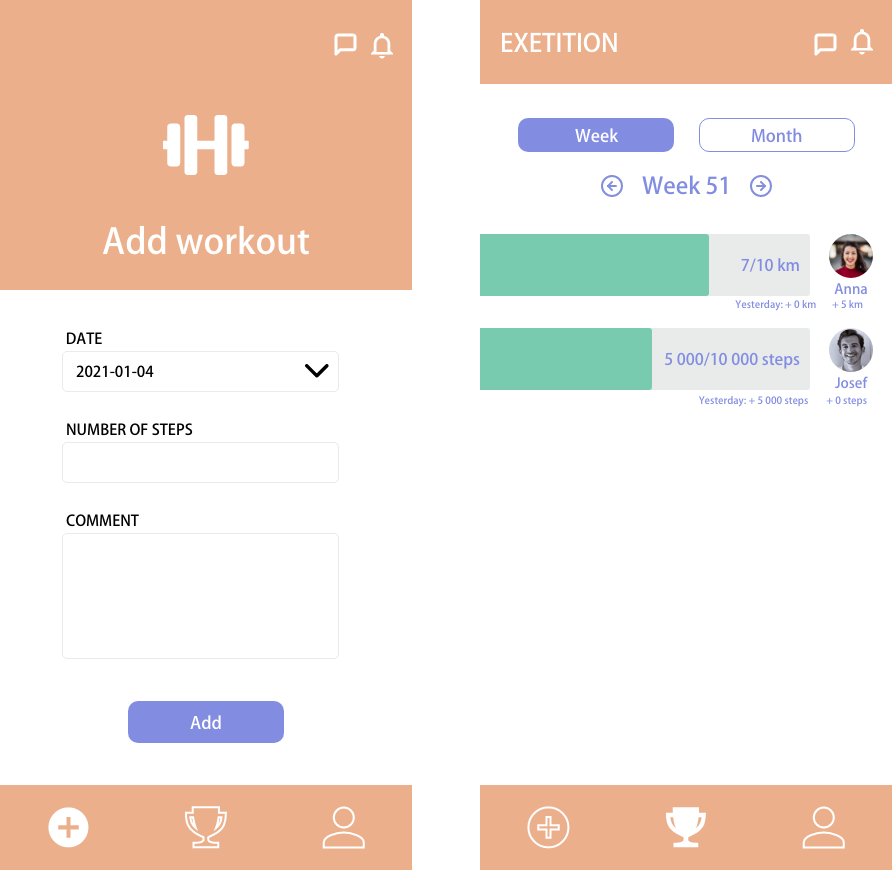 Add workout
DATE
2021-01-04
NUMBER OF STEPS
COMMENT
Add
EXETITION
Week
Month
Week 51
7/10 km
Anna
Yesterday: + 0 km
+ 5 km
5 000/10 000 steps
Josef
Yesterday: + 5 000 steps
+ 0 steps